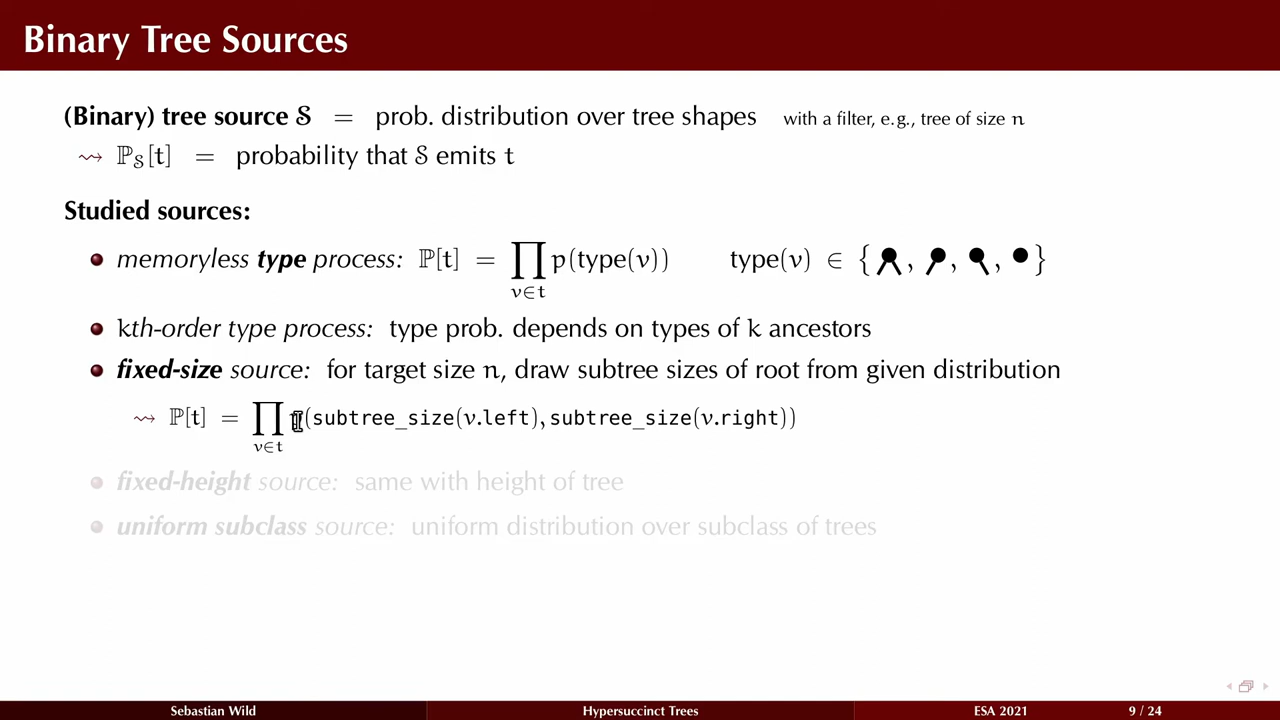 Binary Tree Sources
(Binary) tree source S = prob. distribution over tree shapes with a filter, e.g., tree of size n
⇝ ℙ_S[t] = probability that S emits t
Studied sources:
memoryless type process: ℙ[t] = ∏_{v∈t} p(type(v)) type(v) ∈ { , , , }
kth-order type process: type prob. depends on types of k ancestors
fixed-size source: for target size n, draw subtree sizes of root from given distribution
⇝ ℙ[t] = ∏_{v∈t} (subtree_size(v.left), subtree_size(v.right))
fixed-height source: same with height of tree
uniform subclass source: uniform distribution over subclass of trees
Sebastian Wild Hypersuccinct Trees ESA 2021 9 / 24